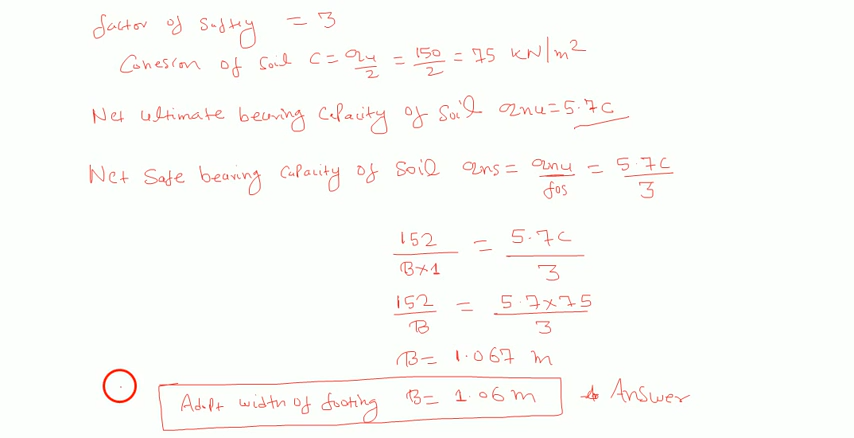 factor of Safety = 3
Cohesion of Soil C = qu/2 = 150/2 = 75 KN/m²
Net ultimate bearing Capacity of Soil qnu = 5.7C
Net Safe bearing Capacity of Soil qns = qnu/fos = 5.7C/3
152/B×1 = 5.7C/3
152/B = 5.7×75/3
B = 1.067 m
Adopt width of footing B = 1.06 m Answer